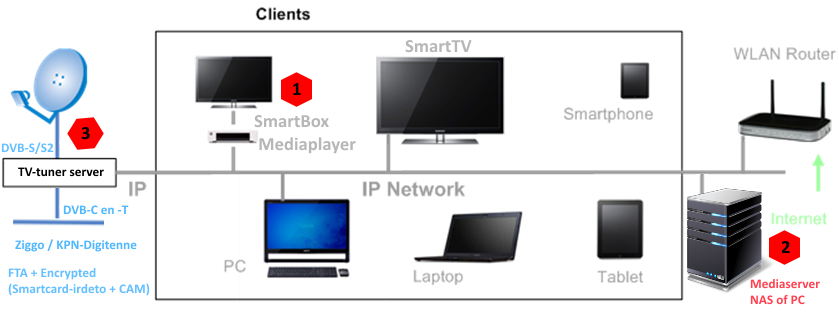 Clients
SmartTV
WLAN Router
1
Smartphone
SmartBox
Mediaplayer
3
DVB-S/S2
TV-tuner server
IP
IP Network
DVB-C en -T
Internet
Ziggo / KPN-Digitenne
2
PC
Laptop
Tablet
FTA + Encrypted
(Smartcard-irdeto + CAM)
Mediaserver
NAS of PC